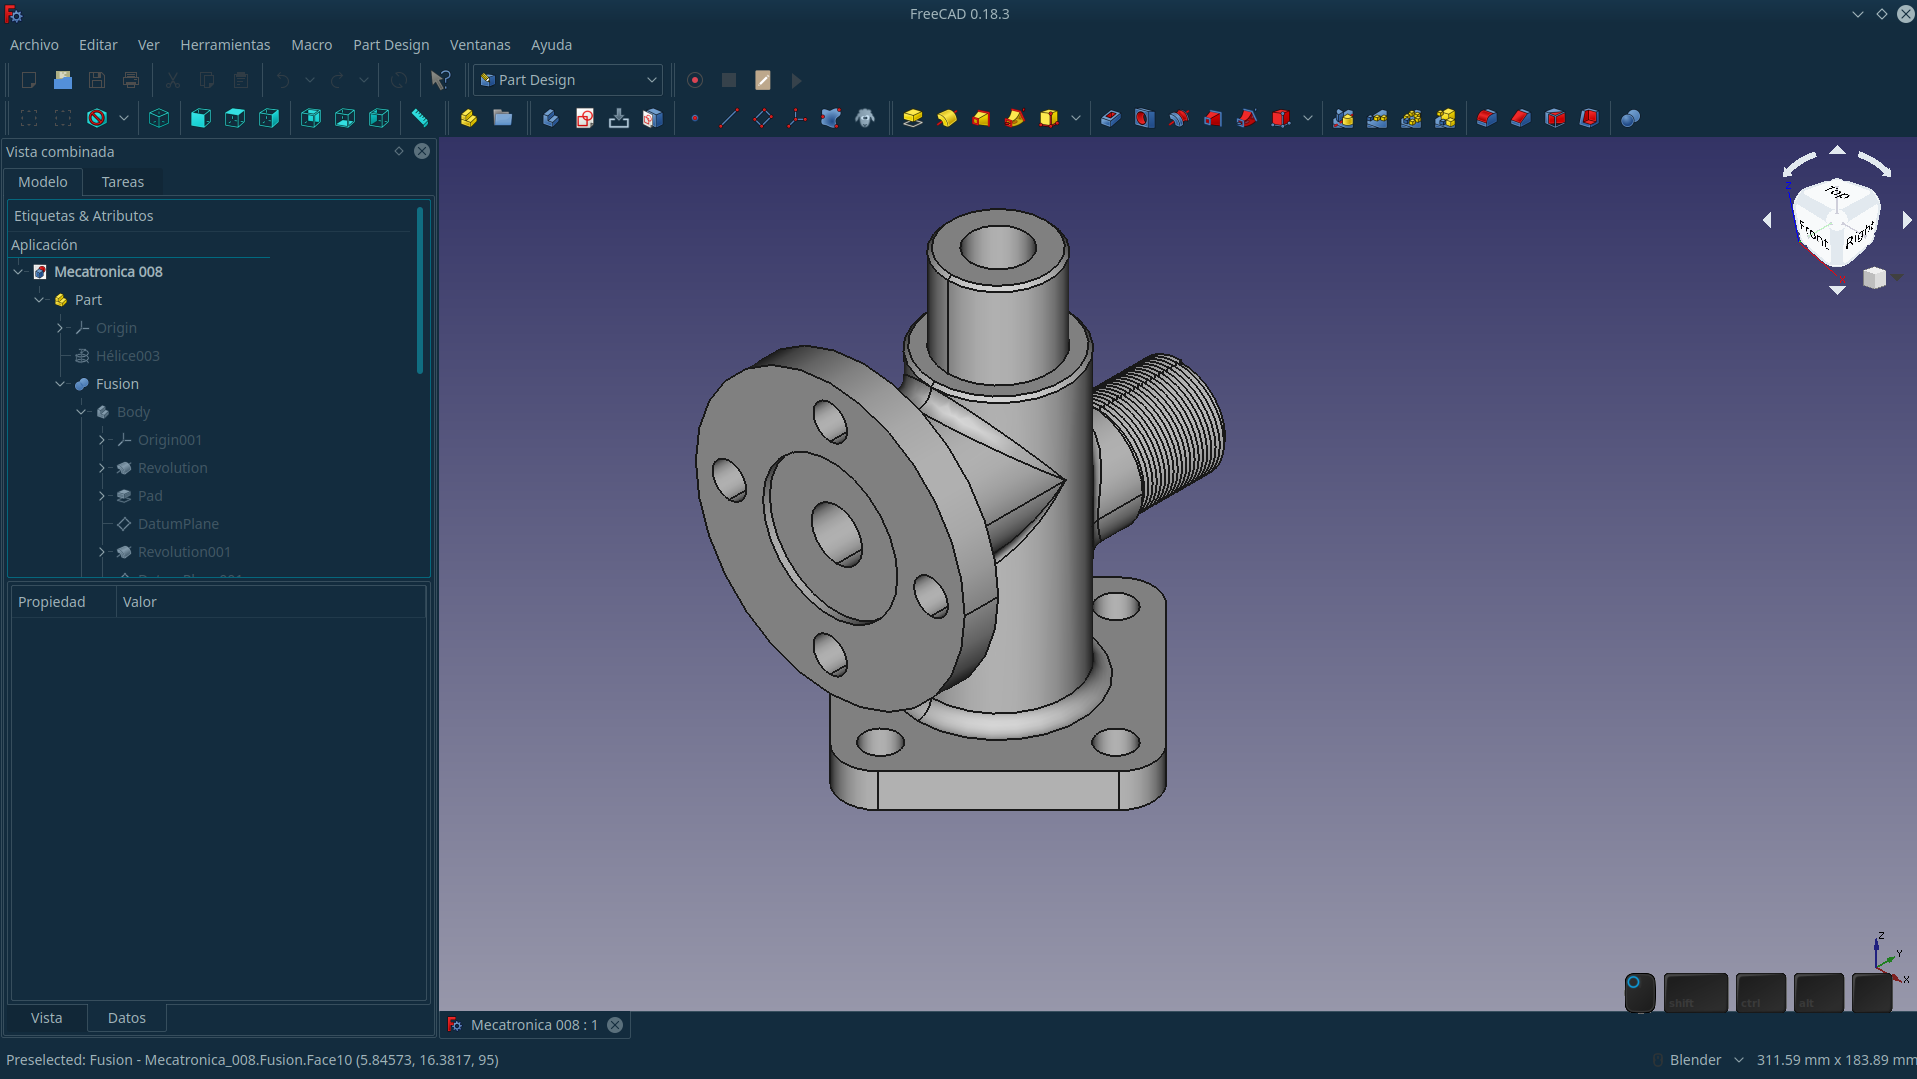 FreeCAD 0.18.3
Archivo Editar Ver Herramientas Macro Part Design Ventanas Ayuda
Part Design
Vista combinada
Modelo Tareas
Etiquetas & Atributos
Aplicación
Mecatronica 008
Part
Origin
Hélice003
Fusion
Body
Origin001
Revolution
Pad
DatumPlane
Revolution001
Propiedad Valor
Vista Datos
Top
Front
Right
Z
Y
X
shift ctrl alt
Mecatronica 008 : 1
Preselected: Fusion - Mecatronica_008.Fusion.Face10 (5.84573, 16.3817, 95)
Blender 311.59 mm x 183.89 mm